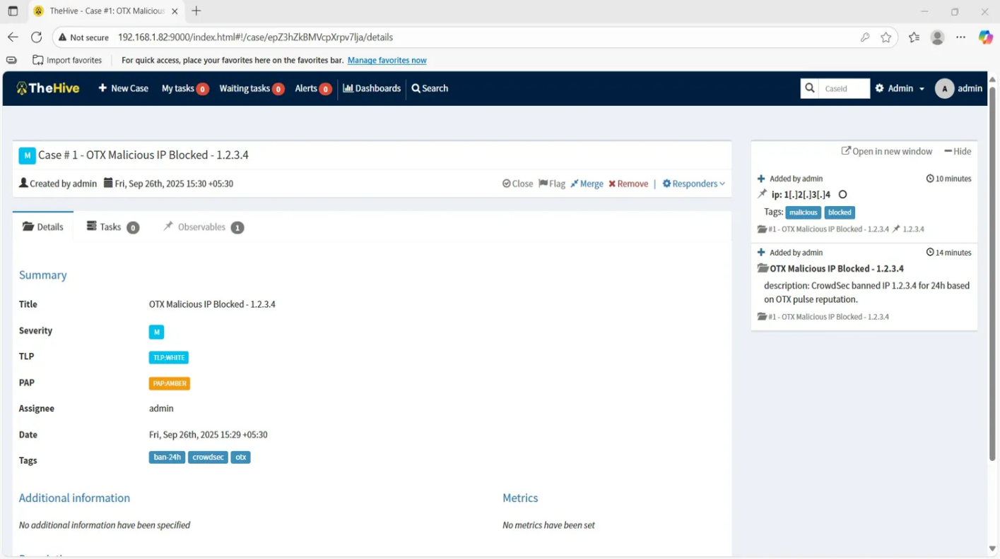 TheHive - Case #1: OTX Malicious
Not secure 192.168.1.82:9000/index.html#!/case/epZ3hZkBMVcpXrpv7lja/details
Import favorites For quick access, place your favorites here on the favorites bar. Manage favorites now
TheHive New Case My tasks 0 Waiting tasks 0 Alerts 0 Dashboards Search CaseId Admin A admin
M Case # 1 - OTX Malicious IP Blocked - 1.2.3.4
Created by admin Fri, Sep 26th, 2025 15:30 +05:30 Close Flag Merge Remove | Responders
Details Tasks 0 Observables 1
Summary
Title OTX Malicious IP Blocked - 1.2.3.4
Severity M
TLP TLP:WHITE
PAP PAP:AMBER
Assignee admin
Date Fri, Sep 26th, 2025 15:29 +05:30
Tags ban-24h crowdsec otx
Additional information
No additional information have been specified
Metrics
No metrics have been set
Open in new window Hide
Added by admin 10 minutes
ip: 1[.]2[.]3[.]4
Tags: malicious blocked
#1 - OTX Malicious IP Blocked - 1.2.3.4 1.2.3.4
Added by admin 14 minutes
OTX Malicious IP Blocked - 1.2.3.4
description: CrowdSec banned IP 1.2.3.4 for 24h based
on OTX pulse reputation.
#1 - OTX Malicious IP Blocked - 1.2.3.4